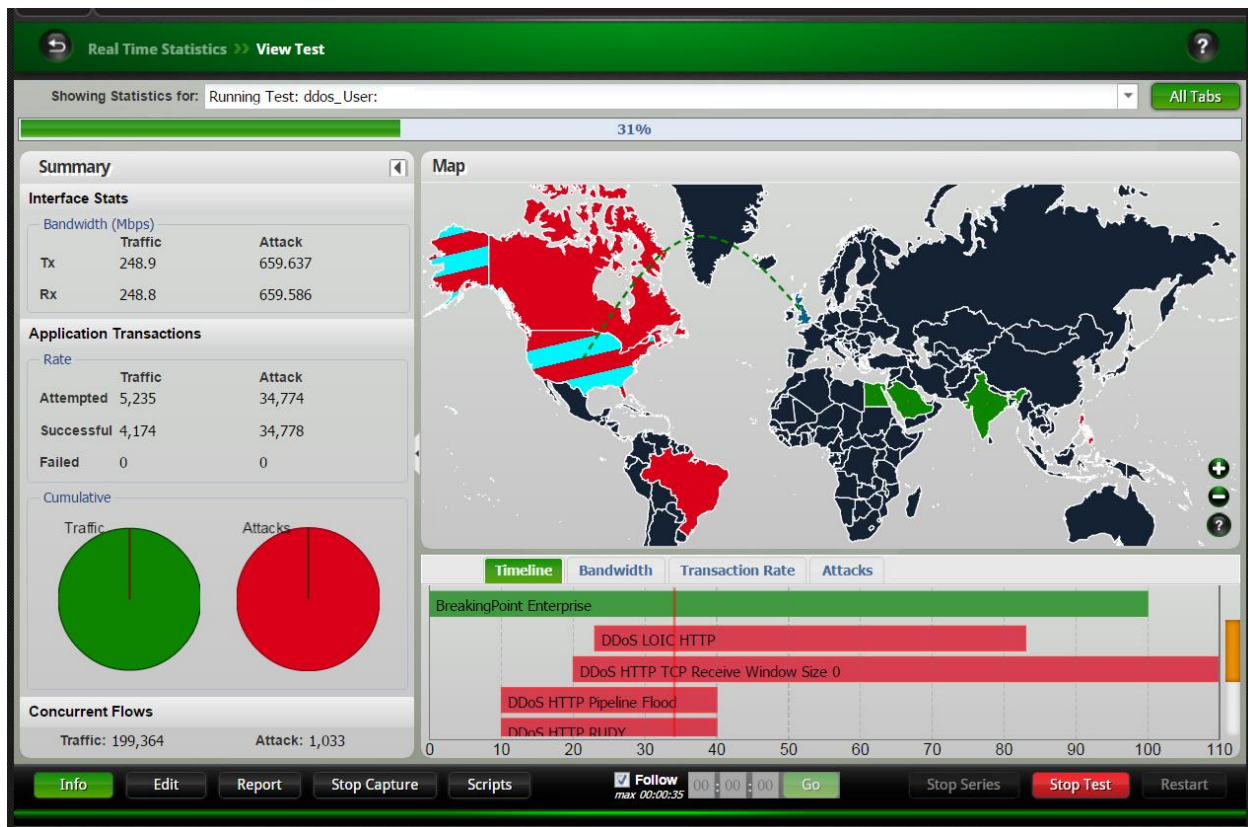 Real Time Statistics >> View Test
?
Showing Statistics for: Running Test: ddos_User:
All Tabs
31%
Summary
Interface Stats
Bandwidth (Mbps)
Traffic Attack
Tx 248.9 659.637
Rx 248.8 659.586
Application Transactions
Rate
Traffic Attack
Attempted 5,235 34,774
Successful 4,174 34,778
Failed 0 0
Cumulative
Traffic Attacks
Concurrent Flows
Traffic: 199,364 Attack: 1,033
Map
+
-
?
Timeline Bandwidth Transaction Rate Attacks
BreakingPoint Enterprise
DDoS LOIC HTTP
DDoS HTTP TCP Receive Window Size 0
DDoS HTTP Pipeline Flood
DDoS HTTP RUDY
0 10 20 30 40 50 60 70 80 90 100 110
Info Edit Report Stop Capture Scripts
Follow
max 00:00:35
00 : 00 : 00 Go
Stop Series Stop Test Restart